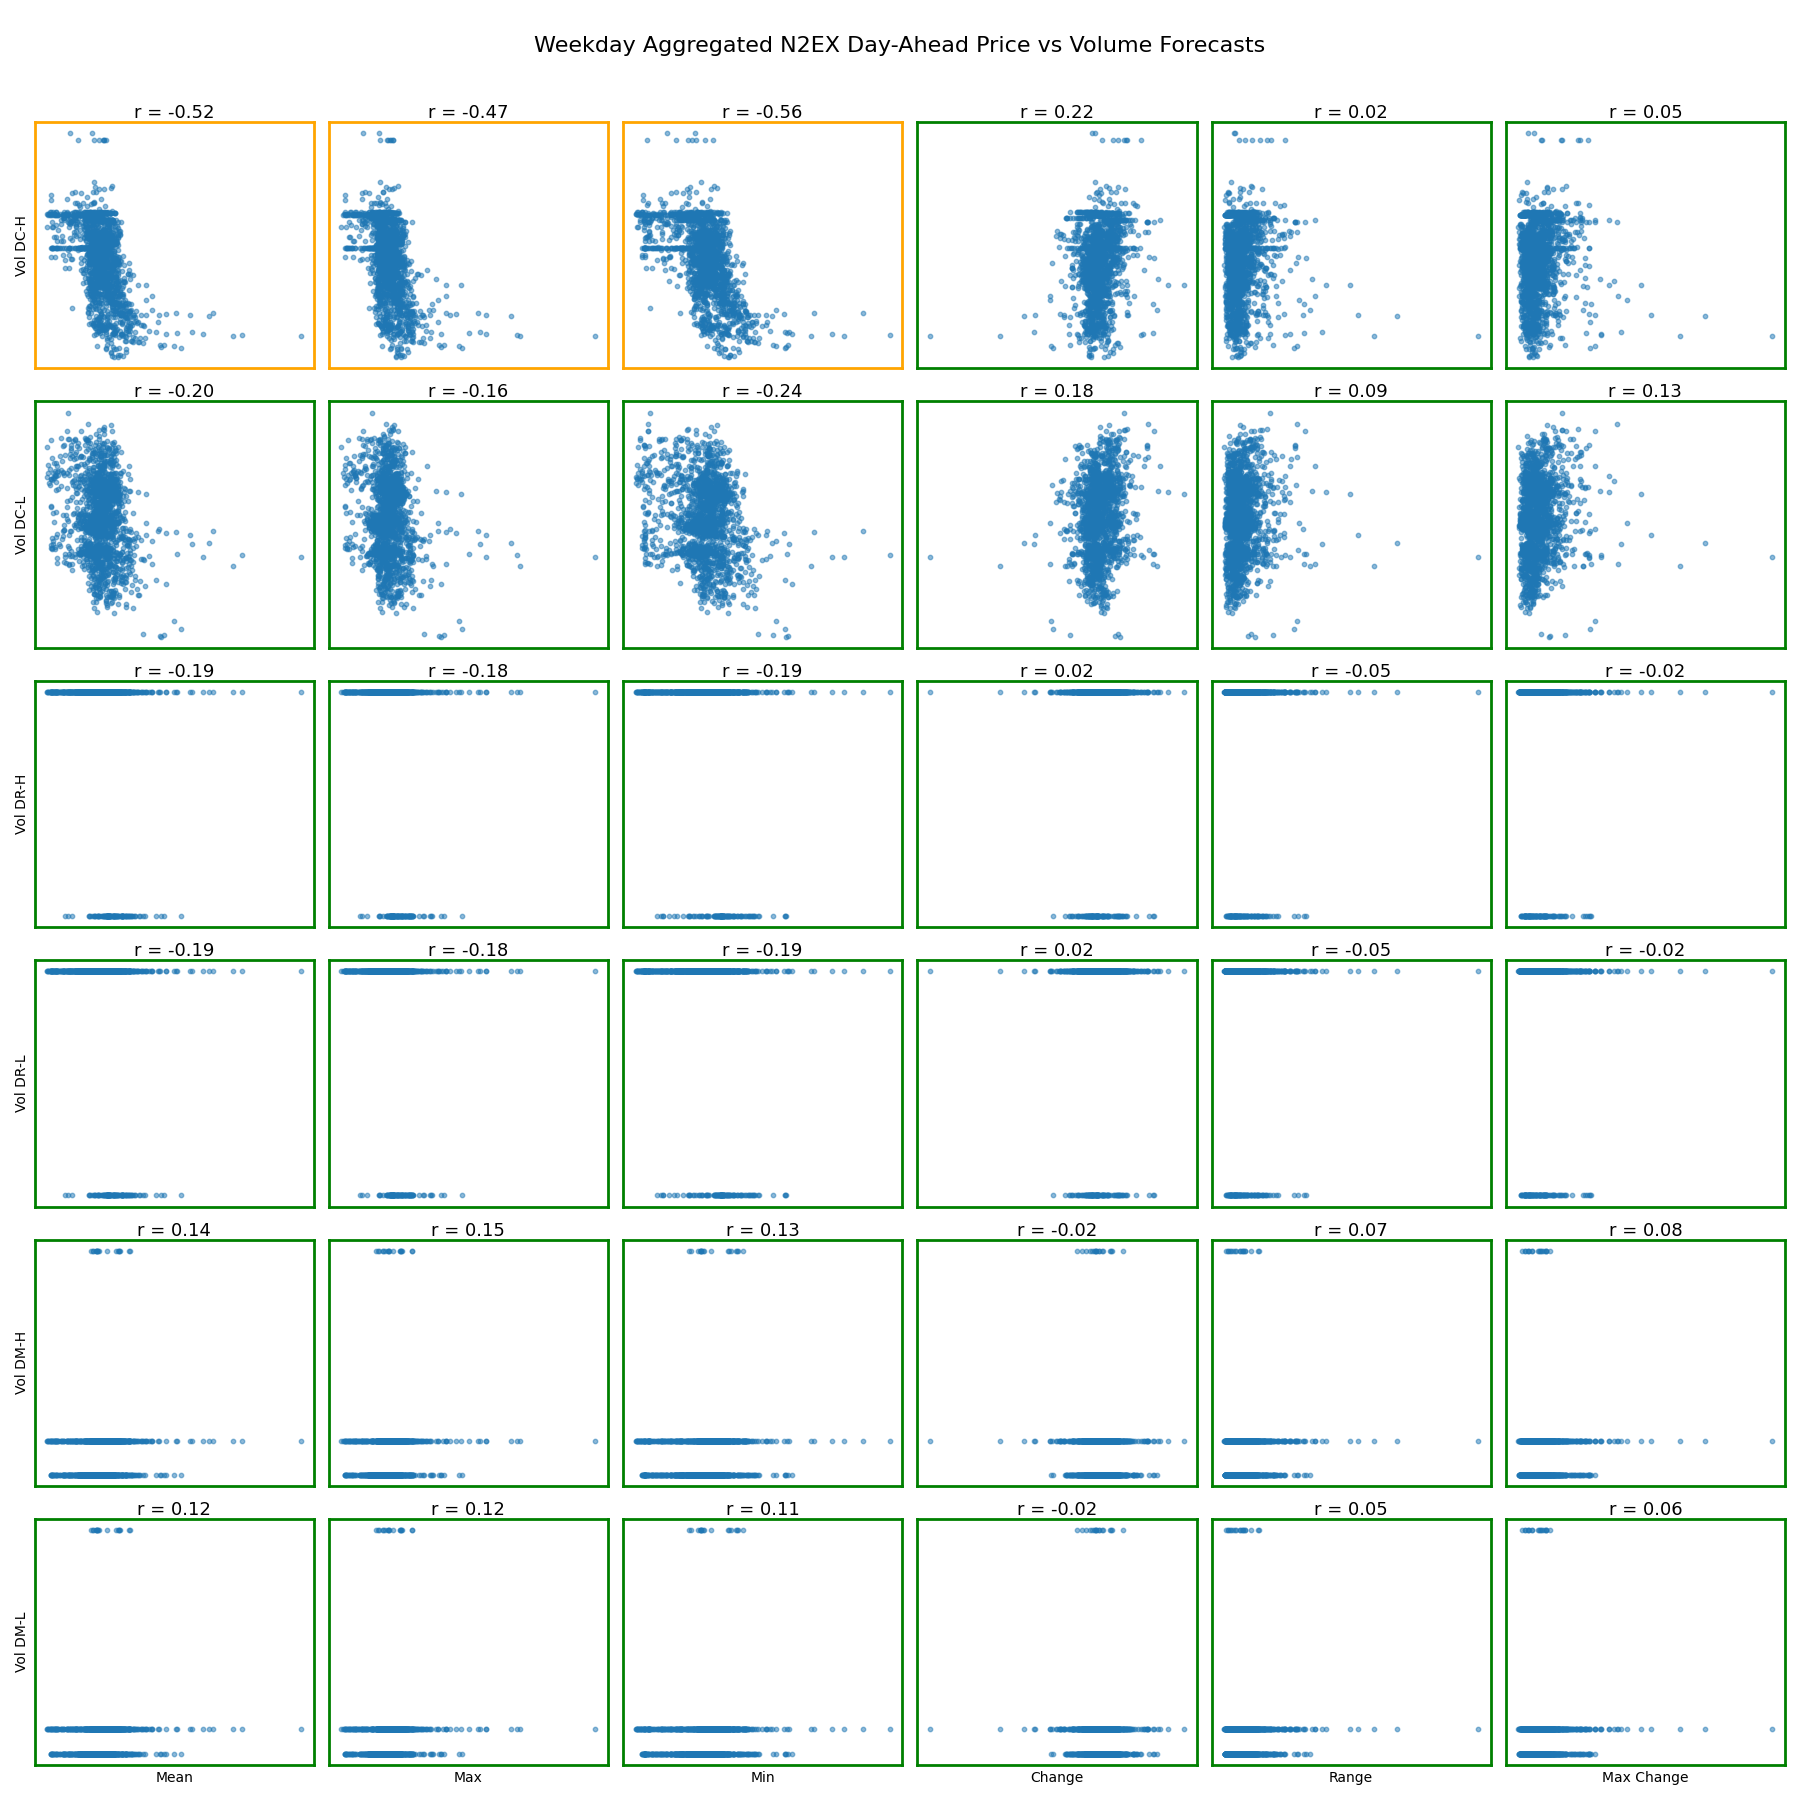 Weekday Aggregated N2EX Day-Ahead Price vs Volume Forecasts
r = -0.52
r = -0.47
r = -0.56
r = 0.22
r = 0.02
r = 0.05
Vol DC-H
r = -0.20
r = -0.16
r = -0.24
r = 0.18
r = 0.09
r = 0.13
Vol DC-L
r = -0.19
r = -0.18
r = -0.19
r = 0.02
r = -0.05
r = -0.02
Vol DR-H
r = -0.19
r = -0.18
r = -0.19
r = 0.02
r = -0.05
r = -0.02
Vol DR-L
r = 0.14
r = 0.15
r = 0.13
r = -0.02
r = 0.07
r = 0.08
Vol DM-H
r = 0.12
r = 0.12
r = 0.11
r = -0.02
r = 0.05
r = 0.06
Vol DM-L
Mean
Max
Min
Change
Range
Max Change